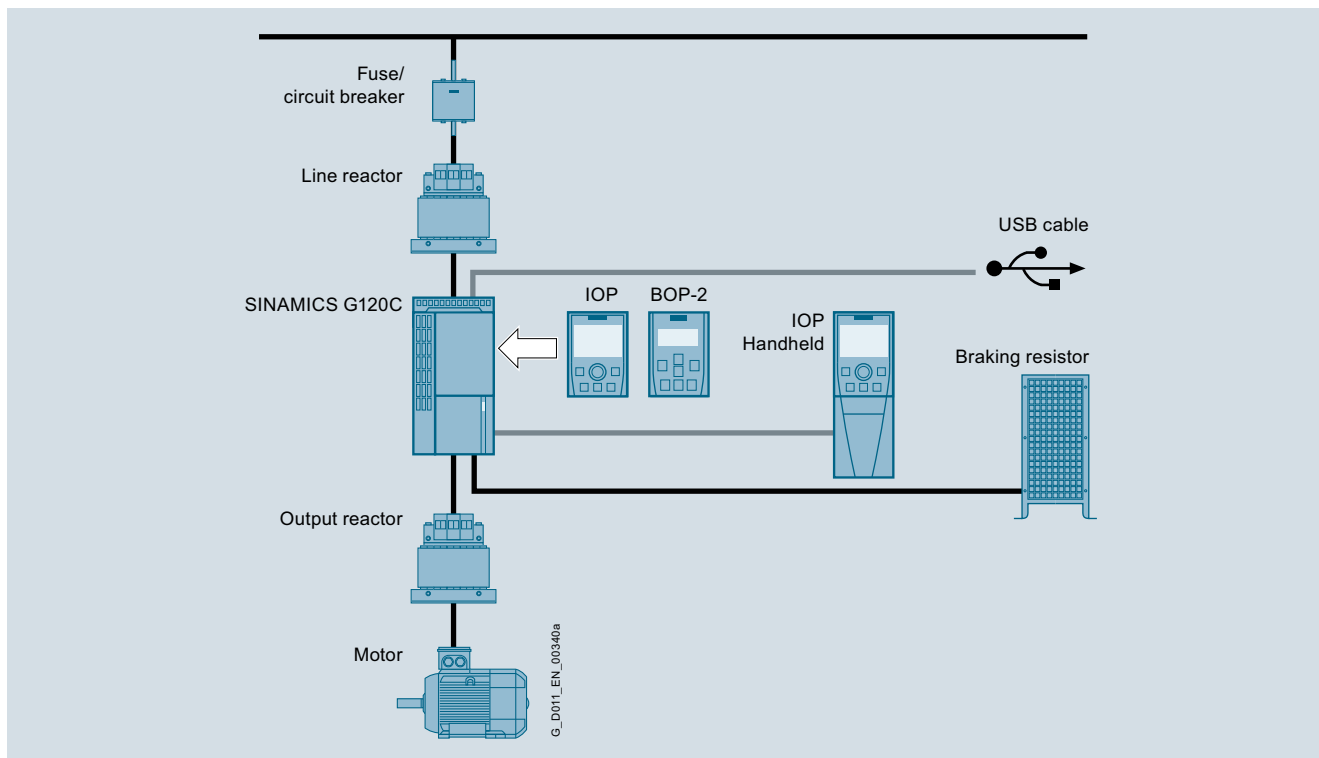 Fuse/
circuit breaker
Line reactor
USB cable
SINAMICS G120C
IOP
BOP-2
IOP
Handheld
Braking resistor
Output reactor
Motor
G_D011_EN_00340a